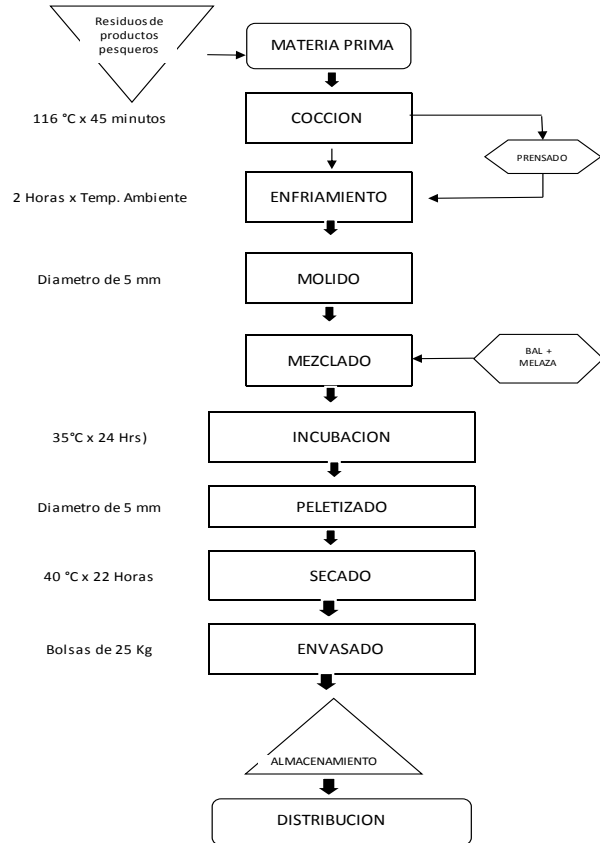 Residuos de
productos
pesqueros
MATERIA PRIMA
116 °C x 45 minutos
COCCION
PRENSADO
2 Horas x Temp. Ambiente
ENFRIAMIENTO
Diametro de 5 mm
MOLIDO
MEZCLADO
BAL +
MELAZA
35°C x 24 Hrs)
INCUBACION
Diametro de 5 mm
PELETIZADO
40 °C x 22 Horas
SECADO
Bolsas de 25 Kg
ENVASADO
ALMACENAMIENTO
DISTRIBUCION